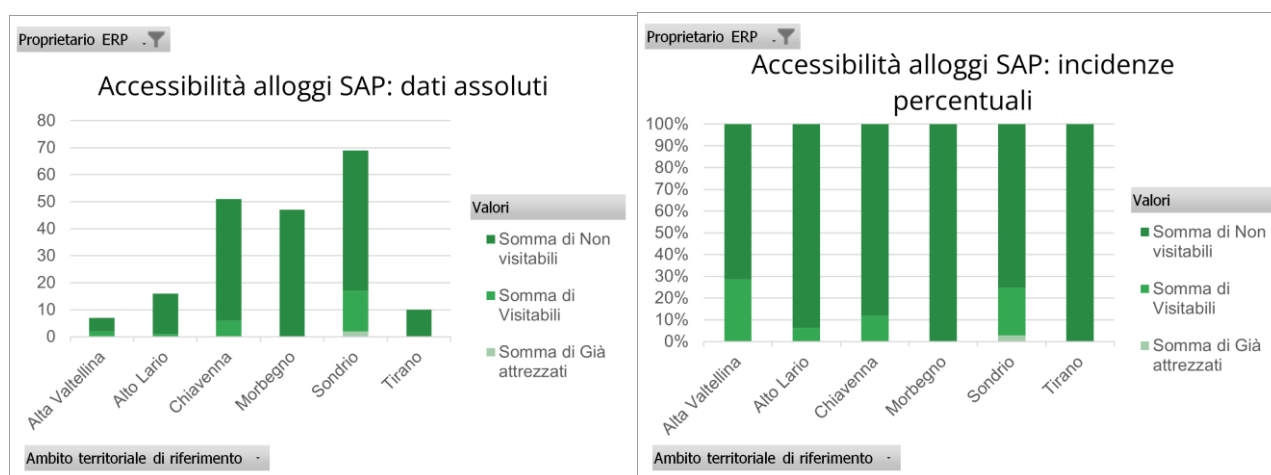 Proprietario ERP
Accessibilità alloggi SAP: dati assoluti
80
70
60
50
40
30
20
10
0
Alta Valtellina
Alto Lario
Chiavenna
Morbegno
Sondrio
Tirano
Valori
Somma di Non
visitabili
Somma di
Visitabili
Somma di Già
attrezzati
Ambito territoriale di riferimento
Proprietario ERP
Accessibilità alloggi SAP: incidenze
percentuali
100%
90%
80%
70%
60%
50%
40%
30%
20%
10%
0%
Alta Valtellina
Alto Lario
Chiavenna
Morbegno
Sondrio
Tirano
Valori
Somma di Non
visitabili
Somma di
Visitabili
Somma di Già
attrezzati
Ambito territoriale di riferimento